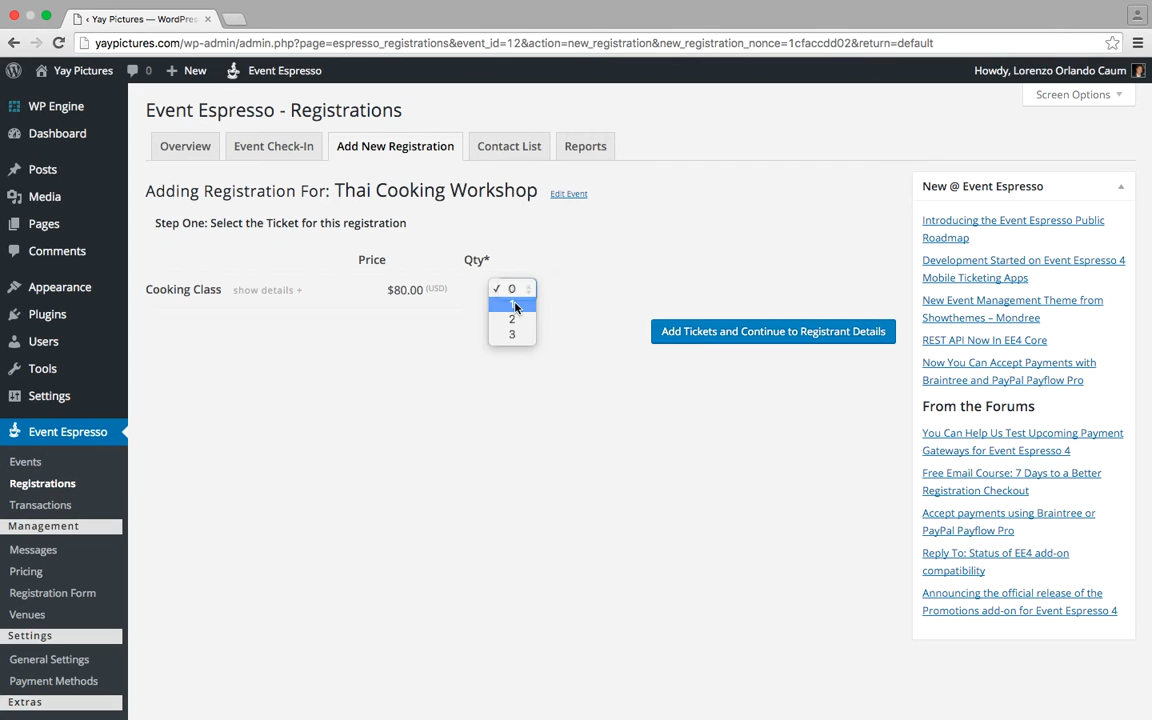 ‹ Yay Pictures — WordPres
yaypictures.com/wp-admin/admin.php?page=espresso_registrations&event_id=12&action=new_registration&new_registration_nonce=1cfaccdd02&return=default
Yay Pictures
0
New
Event Espresso
Howdy, Lorenzo Orlando Caum
Screen Options
WP Engine
Dashboard
Posts
Media
Pages
Comments
Appearance
Plugins
Users
Tools
Settings
Event Espresso
Events
Registrations
Transactions
Management
Messages
Pricing
Registration Form
Venues
Settings
General Settings
Payment Methods
Extras
Event Espresso - Registrations
Overview
Event Check-In
Add New Registration
Contact List
Reports
Adding Registration For: Thai Cooking Workshop
Edit Event
Step One: Select the Ticket for this registration
Price
Qty*
Cooking Class
show details +
$80.00 (USD)
✓ 0
1
2
3
Add Tickets and Continue to Registrant Details
New @ Event Espresso
Introducing the Event Espresso Public
Roadmap
Development Started on Event Espresso 4
Mobile Ticketing Apps
New Event Management Theme from
Showthemes – Mondree
REST API Now In EE4 Core
Now You Can Accept Payments with
Braintree and PayPal Payflow Pro
From the Forums
You Can Help Us Test Upcoming Payment
Gateways for Event Espresso 4
Free Email Course: 7 Days to a Better
Registration Checkout
Accept payments using Braintree or
PayPal Payflow Pro
Reply To: Status of EE4 add-on
compatibility
Announcing the official release of the
Promotions add-on for Event Espresso 4